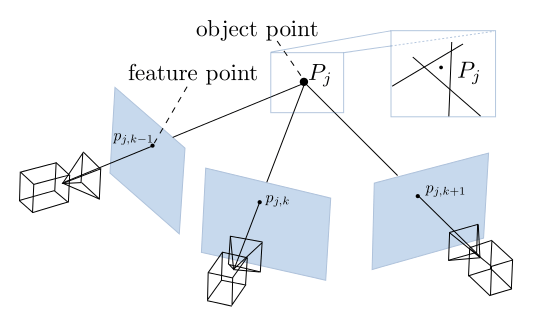 object point
P_j
P_j
feature point
p_{j,k-1}
p_{j,k}
p_{j,k+1}